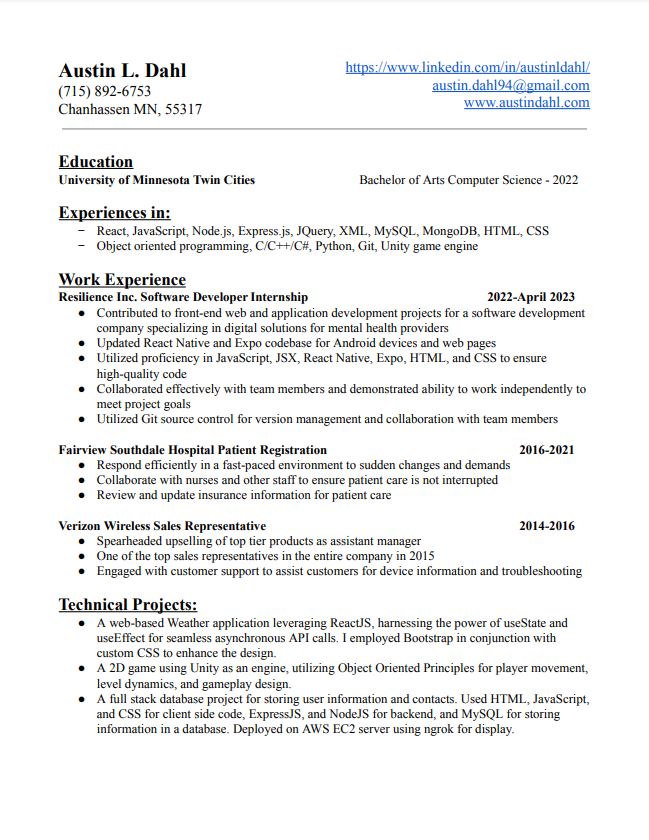 Austin L. Dahl
(715) 892-6753
Chanhassen MN, 55317
https://www.linkedin.com/in/austinldahl/
austin.dahl94@gmail.com
www.austindahl.com
Education
University of Minnesota Twin Cities Bachelor of Arts Computer Science - 2022
Experiences in:
− React, JavaScript, Node.js, Express.js, JQuery, XML, MySQL, MongoDB, HTML, CSS
− Object oriented programming, C/C++/C#, Python, Git, Unity game engine
Work Experience
Resilience Inc. Software Developer Internship 2022-April 2023
● Contributed to front-end web and application development projects for a software development
company specializing in digital solutions for mental health providers
● Updated React Native and Expo codebase for Android devices and web pages
● Utilized proficiency in JavaScript, JSX, React Native, Expo, HTML, and CSS to ensure
high-quality code
● Collaborated effectively with team members and demonstrated ability to work independently to
meet project goals
● Utilized Git source control for version management and collaboration with team members
Fairview Southdale Hospital Patient Registration 2016-2021
● Respond efficiently in a fast-paced environment to sudden changes and demands
● Collaborate with nurses and other staff to ensure patient care is not interrupted
● Review and update insurance information for patient care
Verizon Wireless Sales Representative 2014-2016
● Spearheaded upselling of top tier products as assistant manager
● One of the top sales representatives in the entire company in 2015
● Engaged with customer support to assist customers for device information and troubleshooting
Technical Projects:
● A web-based Weather application leveraging ReactJS, harnessing the power of useState and
useEffect for seamless asynchronous API calls. I employed Bootstrap in conjunction with
custom CSS to enhance the design.
● A 2D game using Unity as an engine, utilizing Object Oriented Principles for player movement,
level dynamics, and gameplay design.
● A full stack database project for storing user information and contacts. Used HTML, JavaScript,
and CSS for client side code, ExpressJS, and NodeJS for backend, and MySQL for storing
information in a database. Deployed on AWS EC2 server using ngrok for display.